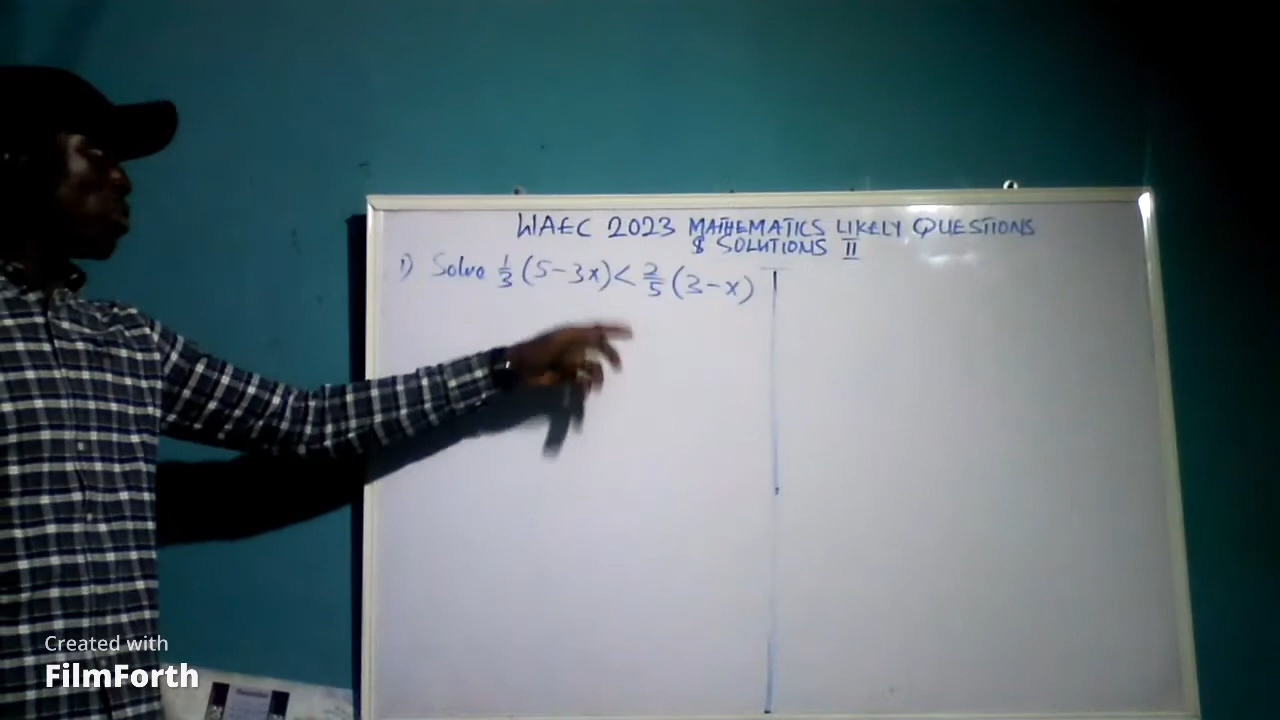 WAEC 2023 MATHEMATICS LIKELY QUESTIONS
& SOLUTIONS II
1) Solve 1/3 (5-3x) < 2/5 (3-x)
Created with
FilmForth